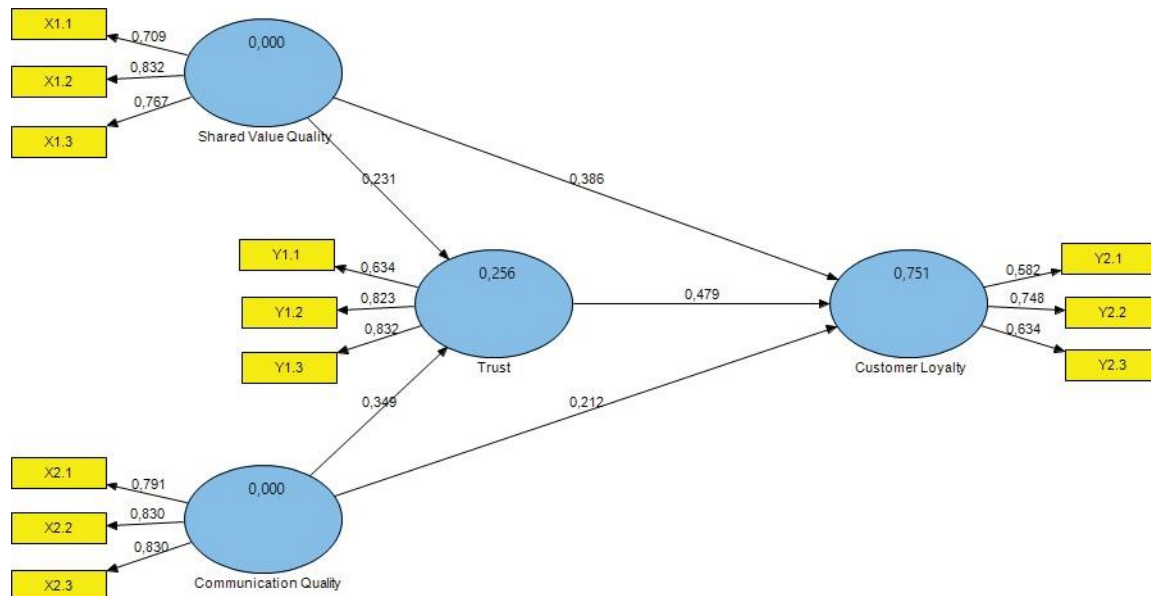 X1.1
0,709
0,000
X1.2
0,832
0,767
X1.3
Shared Value Quality
0,231
0,386
Y1.1
0,634
0,256
0,751
Y2.1
0,582
Y1.2
0,823
0,479
0,748
Y2.2
0,832
0,634
Y1.3
Trust
Customer Loyalty
Y2.3
0,349
0,212
X2.1
0,791
0,000
X2.2
0,830
0,830
X2.3
Communication Quality